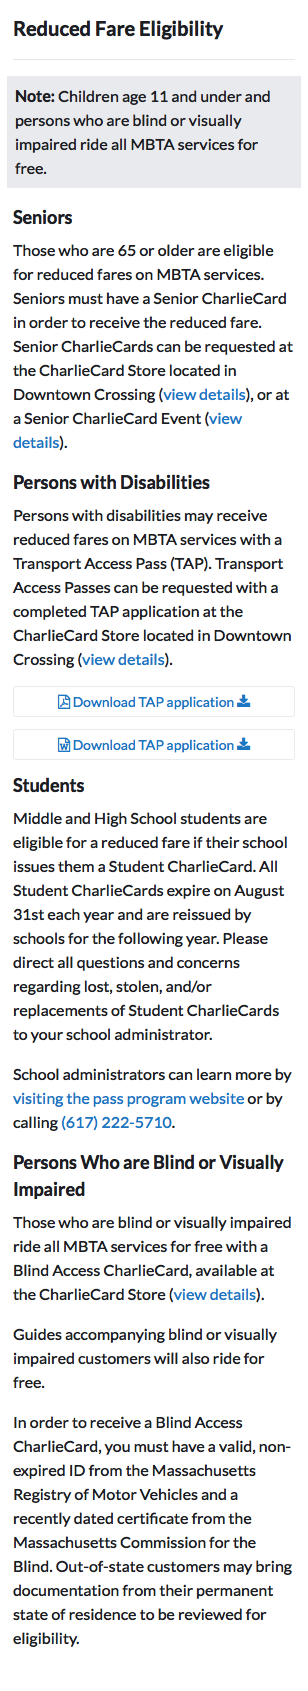 Reduced Fare Eligibility
Note: Children age 11 and under and
persons who are blind or visually
impaired ride all MBTA services for
free.
Seniors
Those who are 65 or older are eligible
for reduced fares on MBTA services.
Seniors must have a Senior CharlieCard
in order to receive the reduced fare.
Senior CharlieCards can be requested at
the CharlieCard Store located in
Downtown Crossing (view details), or at
a Senior CharlieCard Event (view
details).
Persons with Disabilities
Persons with disabilities may receive
reduced fares on MBTA services with a
Transport Access Pass (TAP). Transport
Access Passes can be requested with a
completed TAP application at the
CharlieCard Store located in Downtown
Crossing (view details).
Download TAP application
Download TAP application
Students
Middle and High School students are
eligible for a reduced fare if their school
issues them a Student CharlieCard. All
Student CharlieCards expire on August
31st each year and are reissued by
schools for the following year. Please
direct all questions and concerns
regarding lost, stolen, and/or
replacements of Student CharlieCards
to your school administrator.
School administrators can learn more by
visiting the pass program website or by
calling (617) 222-5710.
Persons Who are Blind or Visually
Impaired
Those who are blind or visually impaired
ride all MBTA services for free with a
Blind Access CharlieCard, available at
the CharlieCard Store (view details).
Guides accompanying blind or visually
impaired customers will also ride for
free.
In order to receive a Blind Access
CharlieCard, you must have a valid, non-
expired ID from the Massachusetts
Registry of Motor Vehicles and a
recently dated certificate from the
Massachusetts Commission for the
Blind. Out-of-state customers may bring
documentation from their permanent
state of residence to be reviewed for
eligibility.